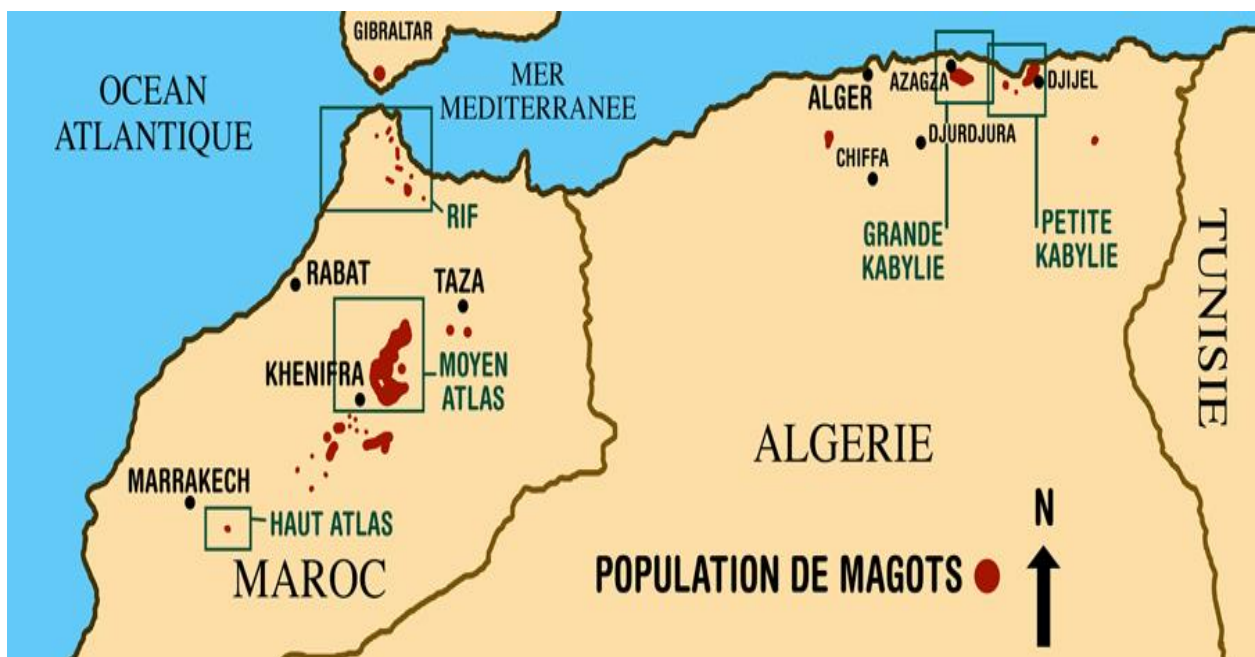 GIBRALTAR
OCEAN
ATLANTIQUE
MER
MEDITERRANEE
ALGER
AZAGZA
DJIJEL
CHIFFA
DJURDJURA
RIF
GRANDE
KABYLIE
PETITE
KABYLIE
TUNISIE
RABAT
TAZA
KHENIFRA
MOYEN
ATLAS
ALGERIE
MARRAKECH
HAUT ATLAS
MAROC
POPULATION DE MAGOTS
N